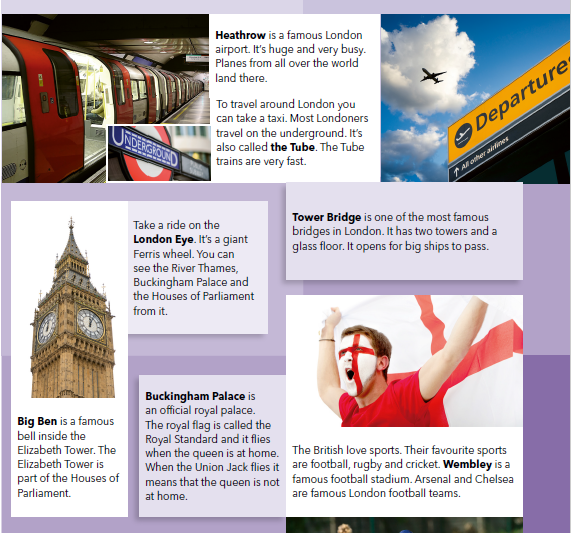 Heathrow is a famous London
airport. It's huge and very busy.
Planes from all over the world
land there.
To travel around London you
can take a taxi. Most Londoners
travel on the underground. It's
also called the Tube. The Tube
trains are very fast.
UNDERGROUND
Departures
All other airlines
Take a ride on the
London Eye. It's a giant
Ferris wheel. You can
see the River Thames,
Buckingham Palace and
the Houses of Parliament
from it.
Tower Bridge is one of the most famous
bridges in London. It has two towers and a
glass floor. It opens for big ships to pass.
Big Ben is a famous
bell inside the
Elizabeth Tower. The
Elizabeth Tower is
part of the Houses of
Parliament.
Buckingham Palace is
an official royal palace.
The royal flag is called the
Royal Standard and it flies
when the queen is at home.
When the Union Jack flies it
means that the queen is not
at home.
The British love sports. Their favourite sports
are football, rugby and cricket. Wembley is a
famous football stadium. Arsenal and Chelsea
are famous London football teams.